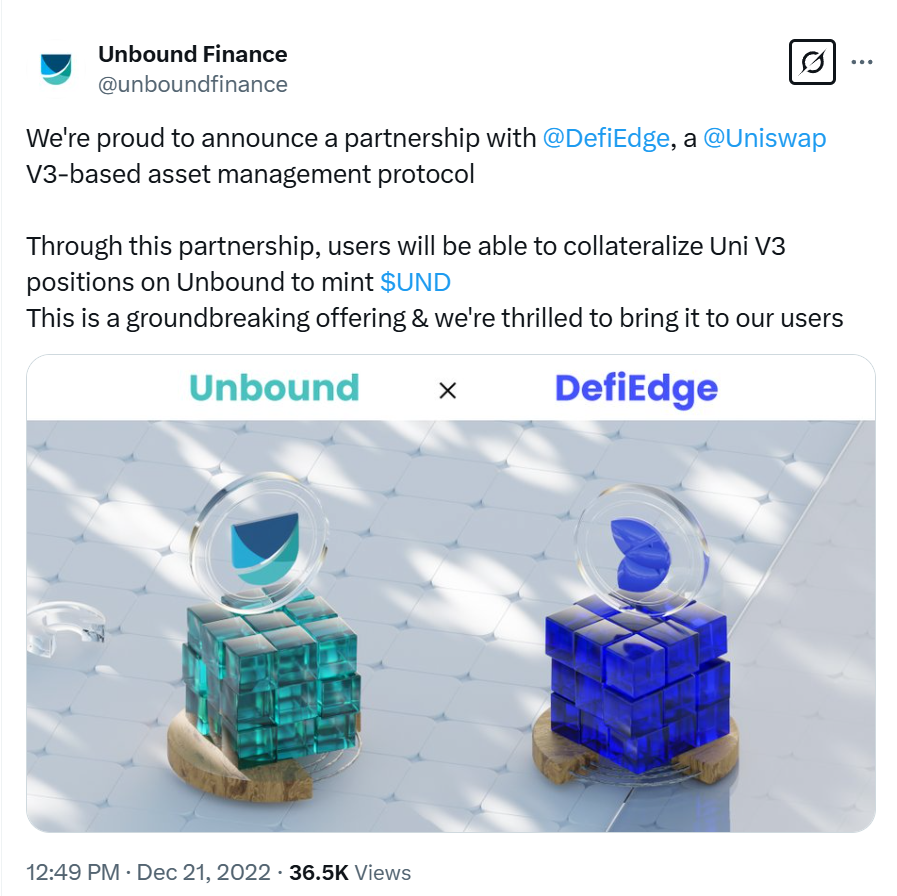 Unbound Finance
@unboundfinance
We're proud to announce a partnership with @DefiEdge, a @Uniswap
V3-based asset management protocol
Through this partnership, users will be able to collateralize Uni V3
positions on Unbound to mint $UND
This is a groundbreaking offering & we're thrilled to bring it to our users
Unbound × DefiEdge
12:49 PM · Dec 21, 2022 · 36.5K Views